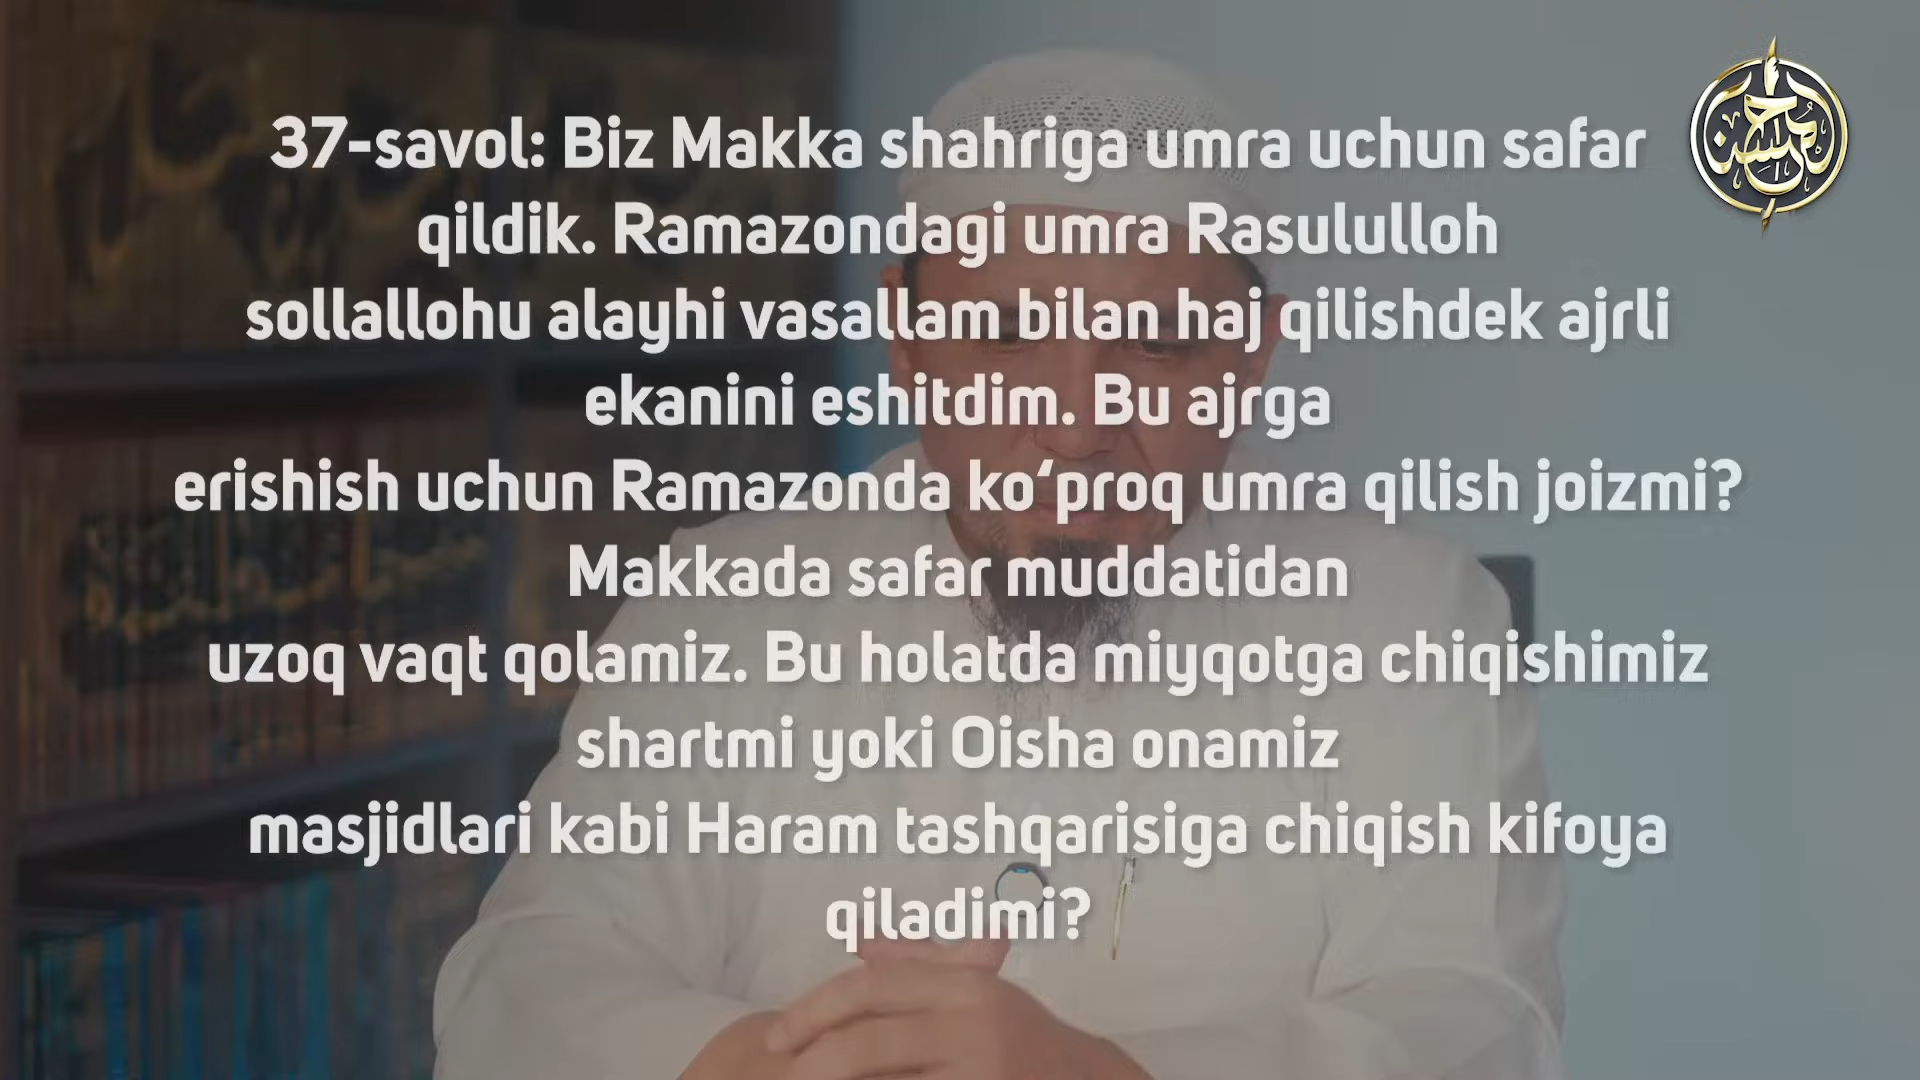 37-savol: Biz Makka shahriga umra uchun safar
qildik. Ramazondagi umra Rasululloh
sollallohu alayhi vasallam bilan haj qilishdek ajrli
ekanini eshitdim. Bu ajrga
erishish uchun Ramazonda ko‘proq umra qilish joizmi?
Makkada safar muddatidan
uzoq vaqt qolamiz. Bu holatda miyqotga chiqishimiz
shartmi yoki Oisha onamiz
masjidlari kabi Haram tashqarisiga chiqish kifoya
qiladimi?